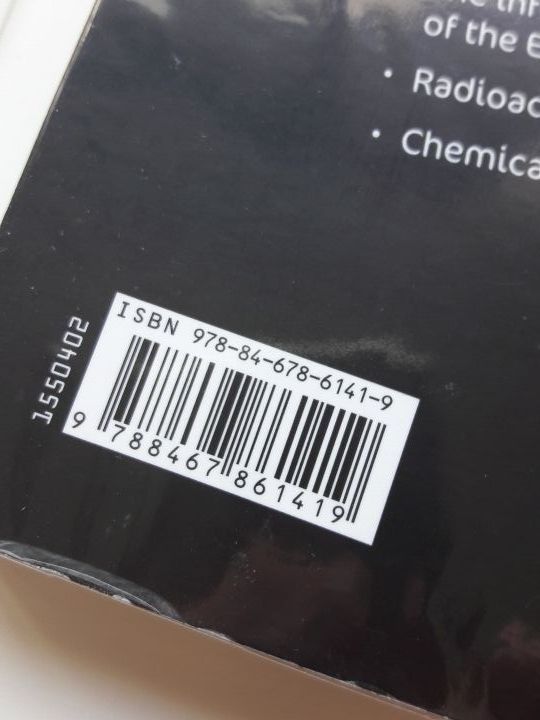 of the
• Radioac
• Chemica
ISBN 978-84-678-6141-9
9 788467 861419
1550402